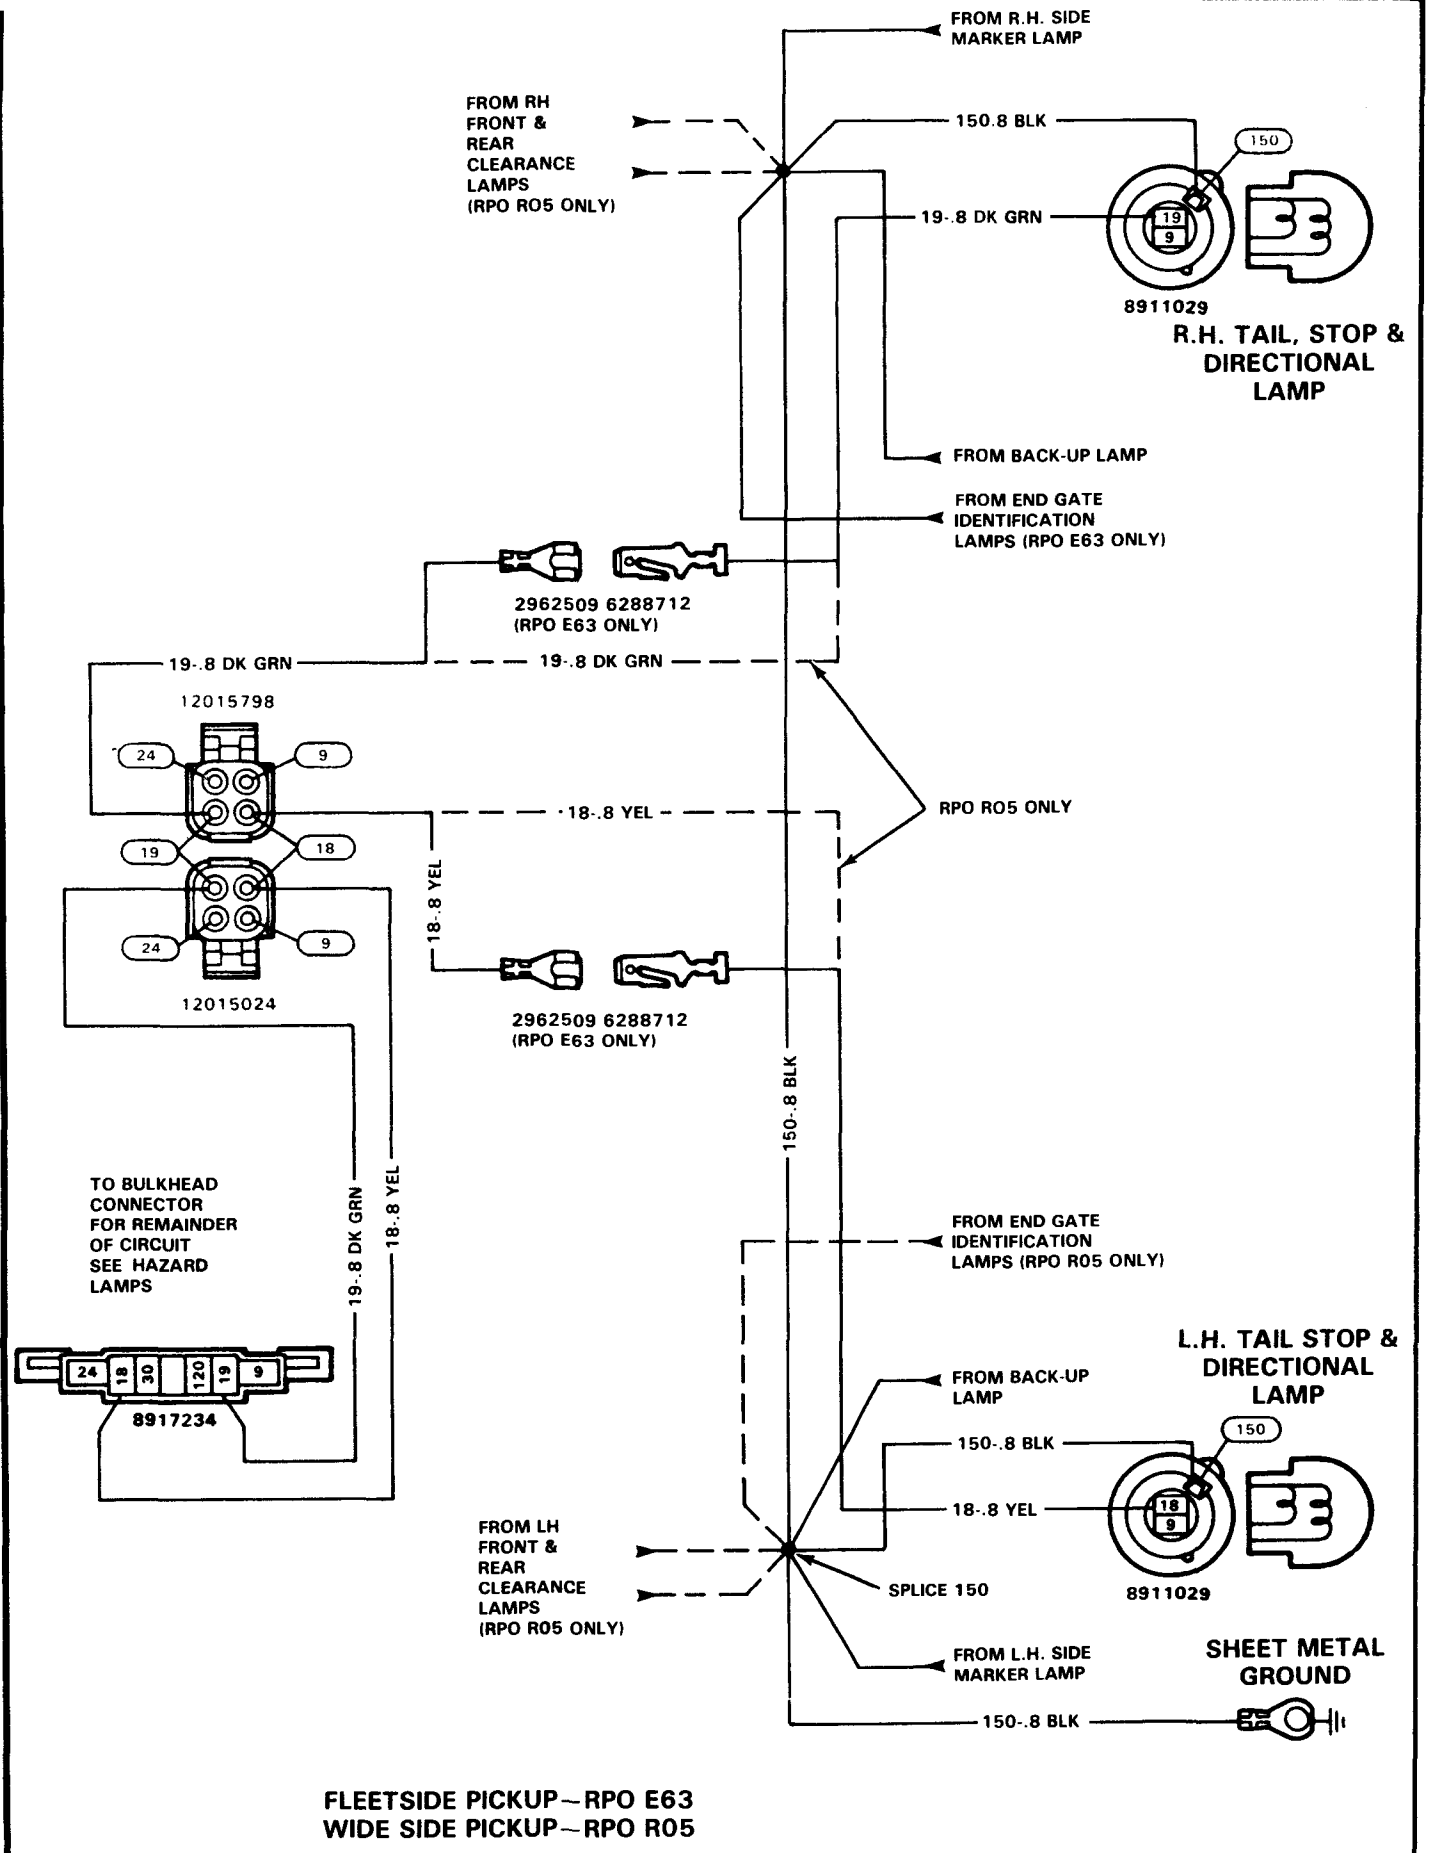 FROM R.H. SIDE
MARKER LAMP
FROM RH
FRONT &
REAR
CLEARANCE
LAMPS
(RPO RO5 ONLY)
150.8 BLK
150
19-.8 DK GRN
19
9
8911029
R.H. TAIL, STOP &
DIRECTIONAL
LAMP
FROM BACK-UP LAMP
FROM END GATE
IDENTIFICATION
LAMPS (RPO E63 ONLY)
2962509 6288712
(RPO E63 ONLY)
19-.8 DK GRN
19-.8 DK GRN
12015798
24
9
18-.8 YEL
RPO RO5 ONLY
19
18
18-.8 YEL
24
9
12015024
2962509 6288712
(RPO E63 ONLY)
150-.8 BLK
TO BULKHEAD
CONNECTOR
FOR REMAINDER
OF CIRCUIT
SEE HAZARD
LAMPS
19-.8 DK GRN
18-.8 YEL
FROM END GATE
IDENTIFICATION
LAMPS (RPO R05 ONLY)
24
18
30
120
19
9
8917234
L.H. TAIL STOP &
DIRECTIONAL
LAMP
FROM BACK-UP
LAMP
150
150-.8 BLK
18-.8 YEL
18
9
8911029
FROM LH
FRONT &
REAR
CLEARANCE
LAMPS
(RPO R05 ONLY)
SPLICE 150
FROM L.H. SIDE
MARKER LAMP
SHEET METAL
GROUND
150-.8 BLK
FLEETSIDE PICKUP—RPO E63
WIDE SIDE PICKUP—RPO R05